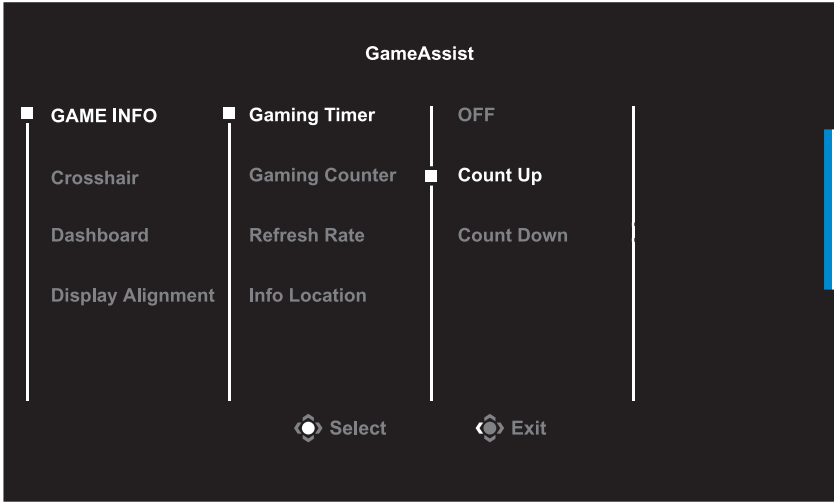 GameAssist
GAME INFO Gaming Timer OFF
Crosshair Gaming Counter Count Up
Dashboard Refresh Rate Count Down
Display Alignment Info Location
Select Exit